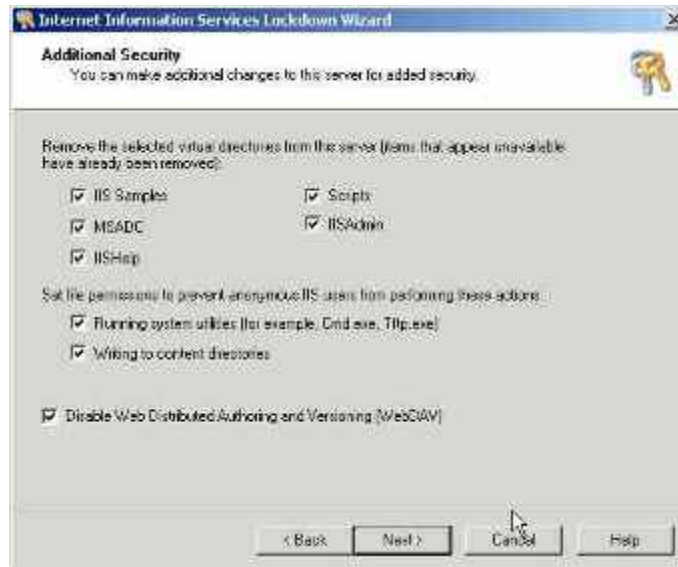 Internet Information Services Lockdown Wizard
Additional Security
You can make additional changes to this server for added security.
Remove the selected virtual directories from this server (items that appear unavailable
have already been removed):
IIS Samples
Scripts
MSADC
IISAdmin
IISHelp
Set file permissions to prevent anonymous IIS users from performing these actions:
Running system utilities (for example, Cmd.exe, Tftp.exe)
Writing to content directories
Disable Web Distributed Authoring and Versioning (WebDAV)
< Back Next > Cancel Help